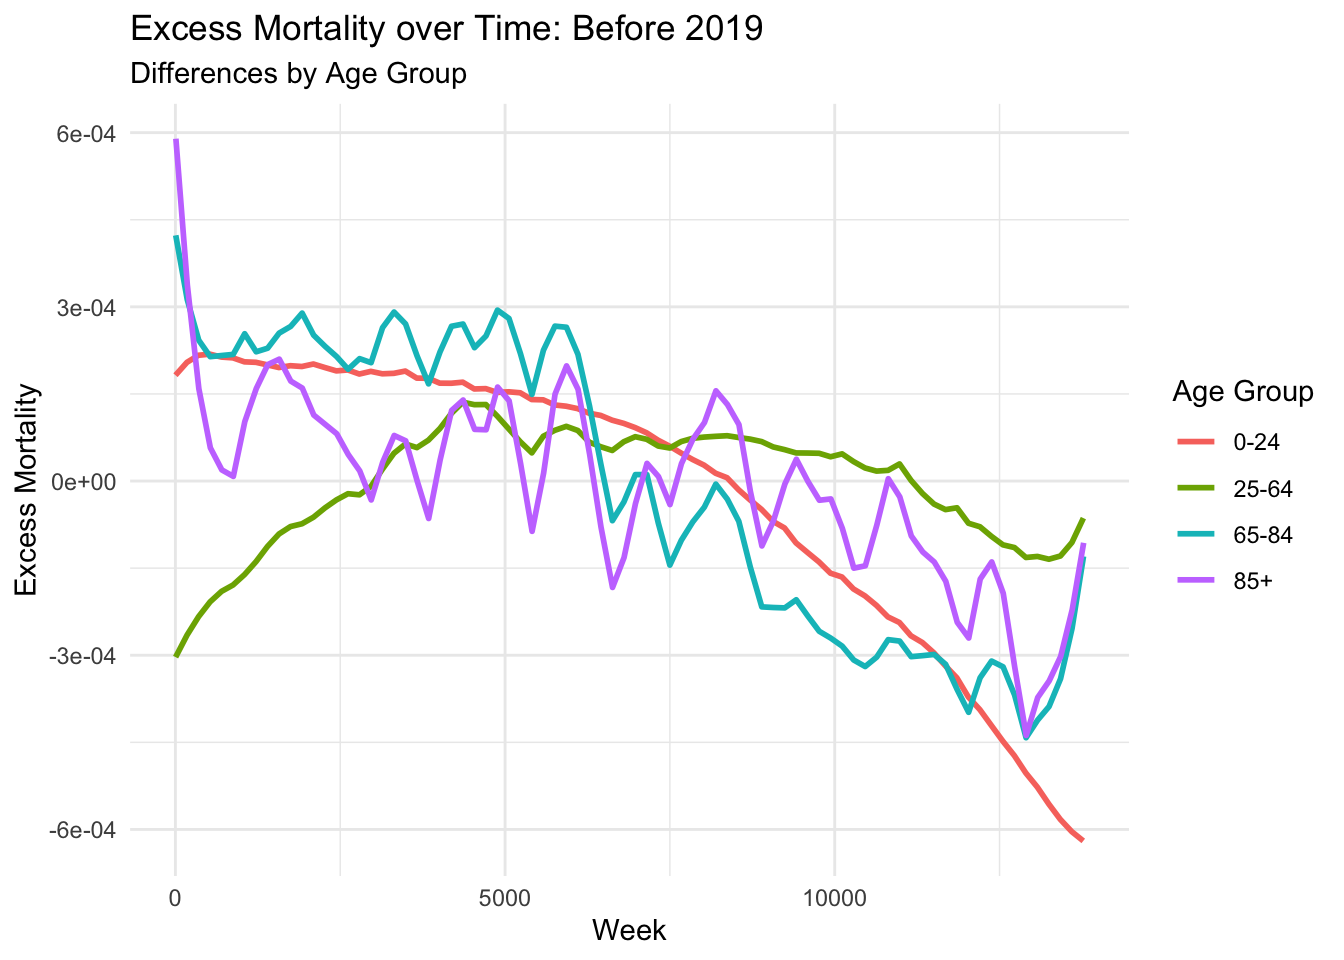 Excess Mortality over Time: Before 2019
Differences by Age Group
Excess Mortality
6e-04
3e-04
0e+00
-3e-04
-6e-04
0
5000
10000
Week
Age Group
0-24
25-64
65-84
85+